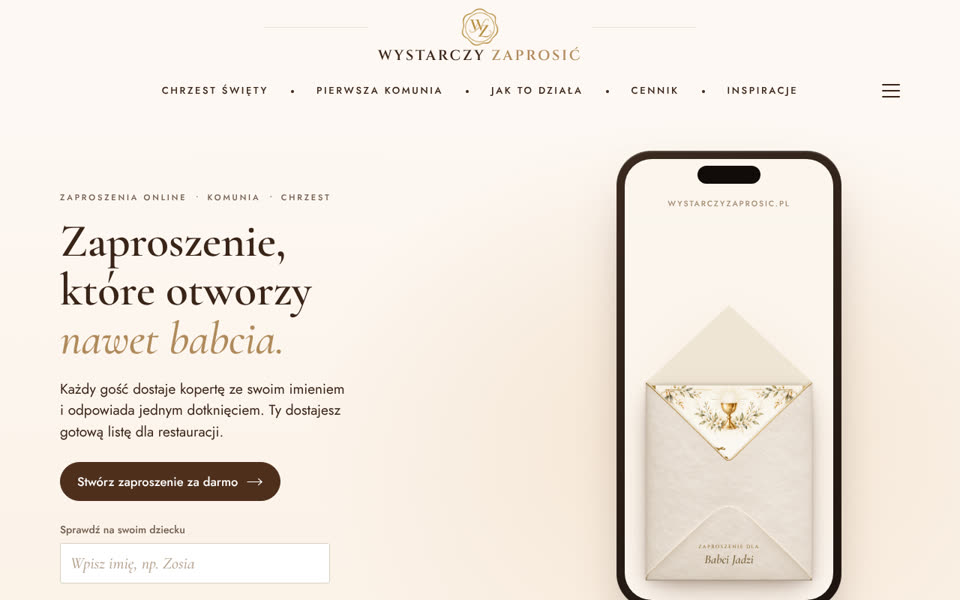 WZ
WYSTARCZY ZAPROSIĆ
CHRZEST ŚWIĘTY • PIERWSZA KOMUNIA • JAK TO DZIAŁA • CENNIK • INSPIRACJE
ZAPROSZENIA ONLINE · KOMUNIA · CHRZEST
Zaproszenie,
które otworzy
nawet babcia.
Każdy gość dostaje kopertę ze swoim imieniem
i odpowiada jednym dotknięciem. Ty dostajesz
gotową listę dla restauracji.
Stwórz zaproszenie za darmo →
Sprawdź na swoim dziecku
Wpisz imię, np. Zosia
WYSTARCZYZAPROSIC.PL
ZAPROSZENIE DLA
Babci Jadzi